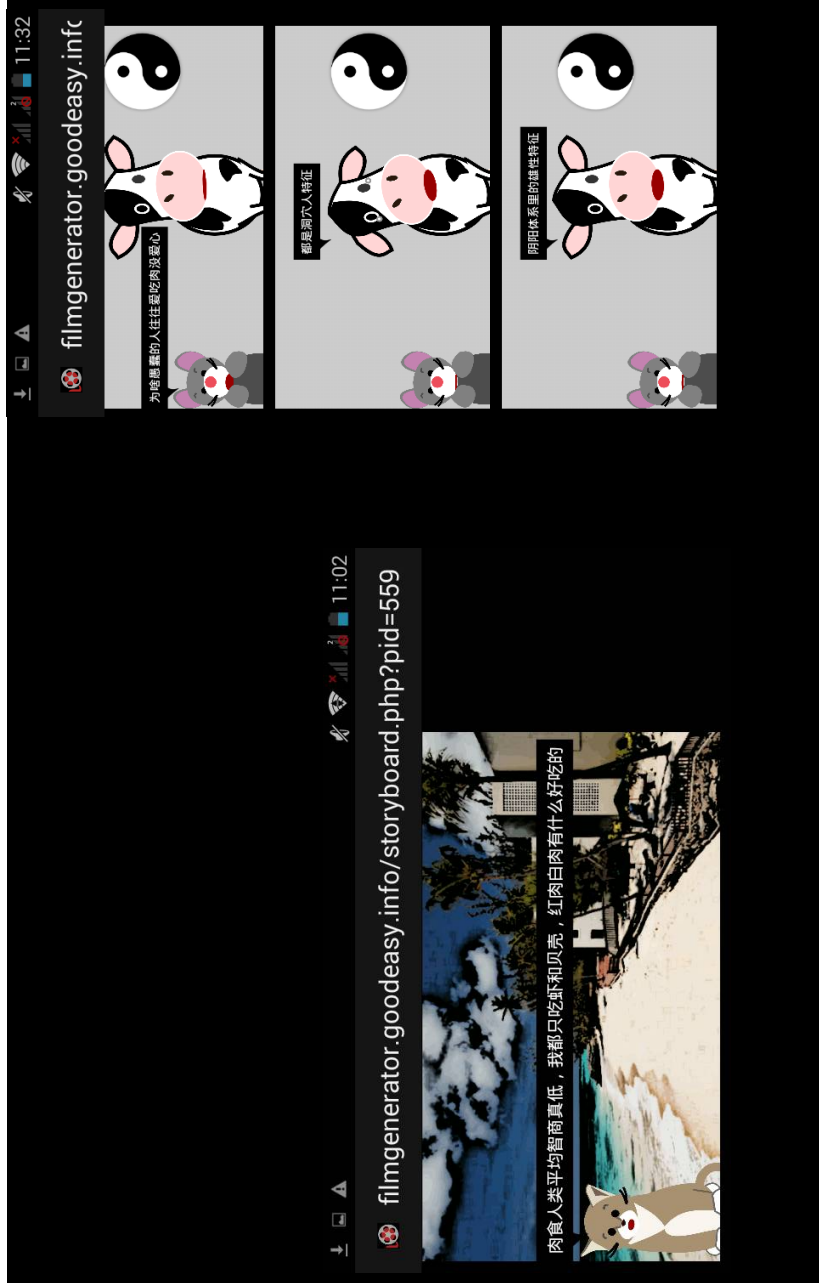 11:32
filmgenerator.goodeasy.info
为啥愚蠢的人往往爱吃肉没爱心
都是洞穴人特征
阴阳体系里的雄性特征
11:02
filmgenerator.goodeasy.info/storyboard.php?pid=559
肉食人类平均智商真低，我都只吃虾和贝壳，红肉白肉有什么好吃的